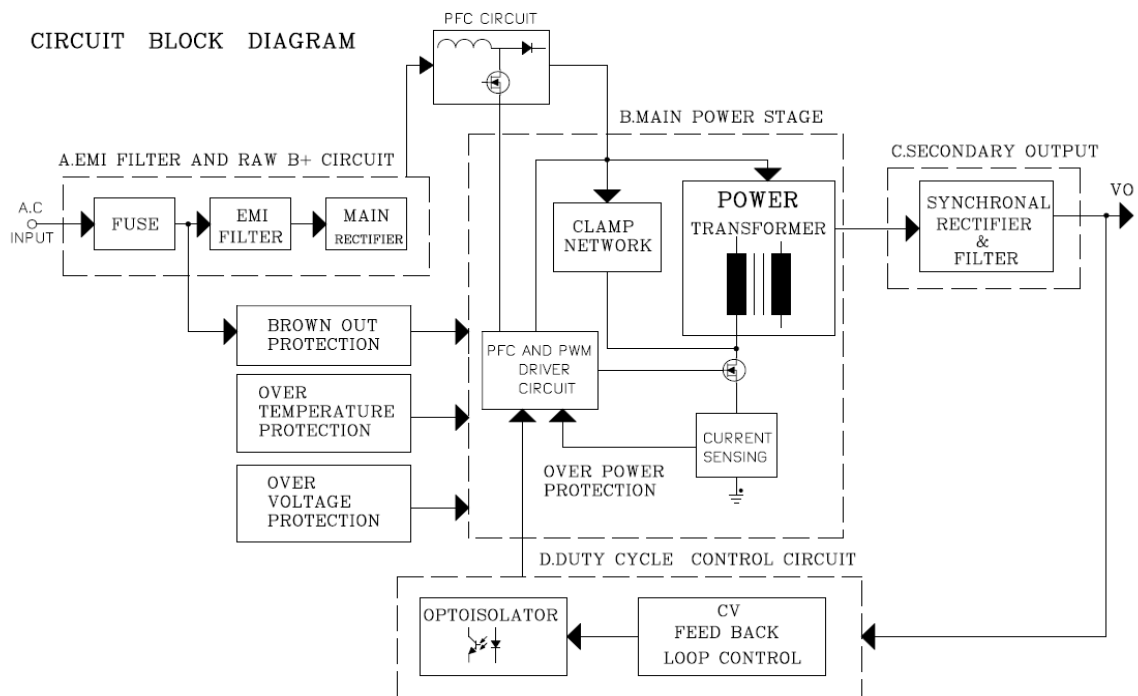 PFC CIRCUIT
CIRCUIT BLOCK DIAGRAM
B.MAIN POWER STAGE
A.EMI FILTER AND RAW B+ CIRCUIT
C.SECONDARY OUTPUT
A.C
INPUT
FUSE
EMI
FILTER
MAIN
RECTIFIER
CLAMP
NETWORK
POWER
TRANSFORMER
SYNCHRONAL
RECTIFIER
&
FILTER
VO
BROWN OUT
PROTECTION
PFC AND PWM
DRIVER
CIRCUIT
OVER
TEMPERATURE
PROTECTION
CURRENT
SENSING
OVER POWER
PROTECTION
OVER
VOLTAGE
PROTECTION
D.DUTY CYCLE CONTROL CIRCUIT
OPTOISOLATOR
CV
FEED BACK
LOOP CONTROL